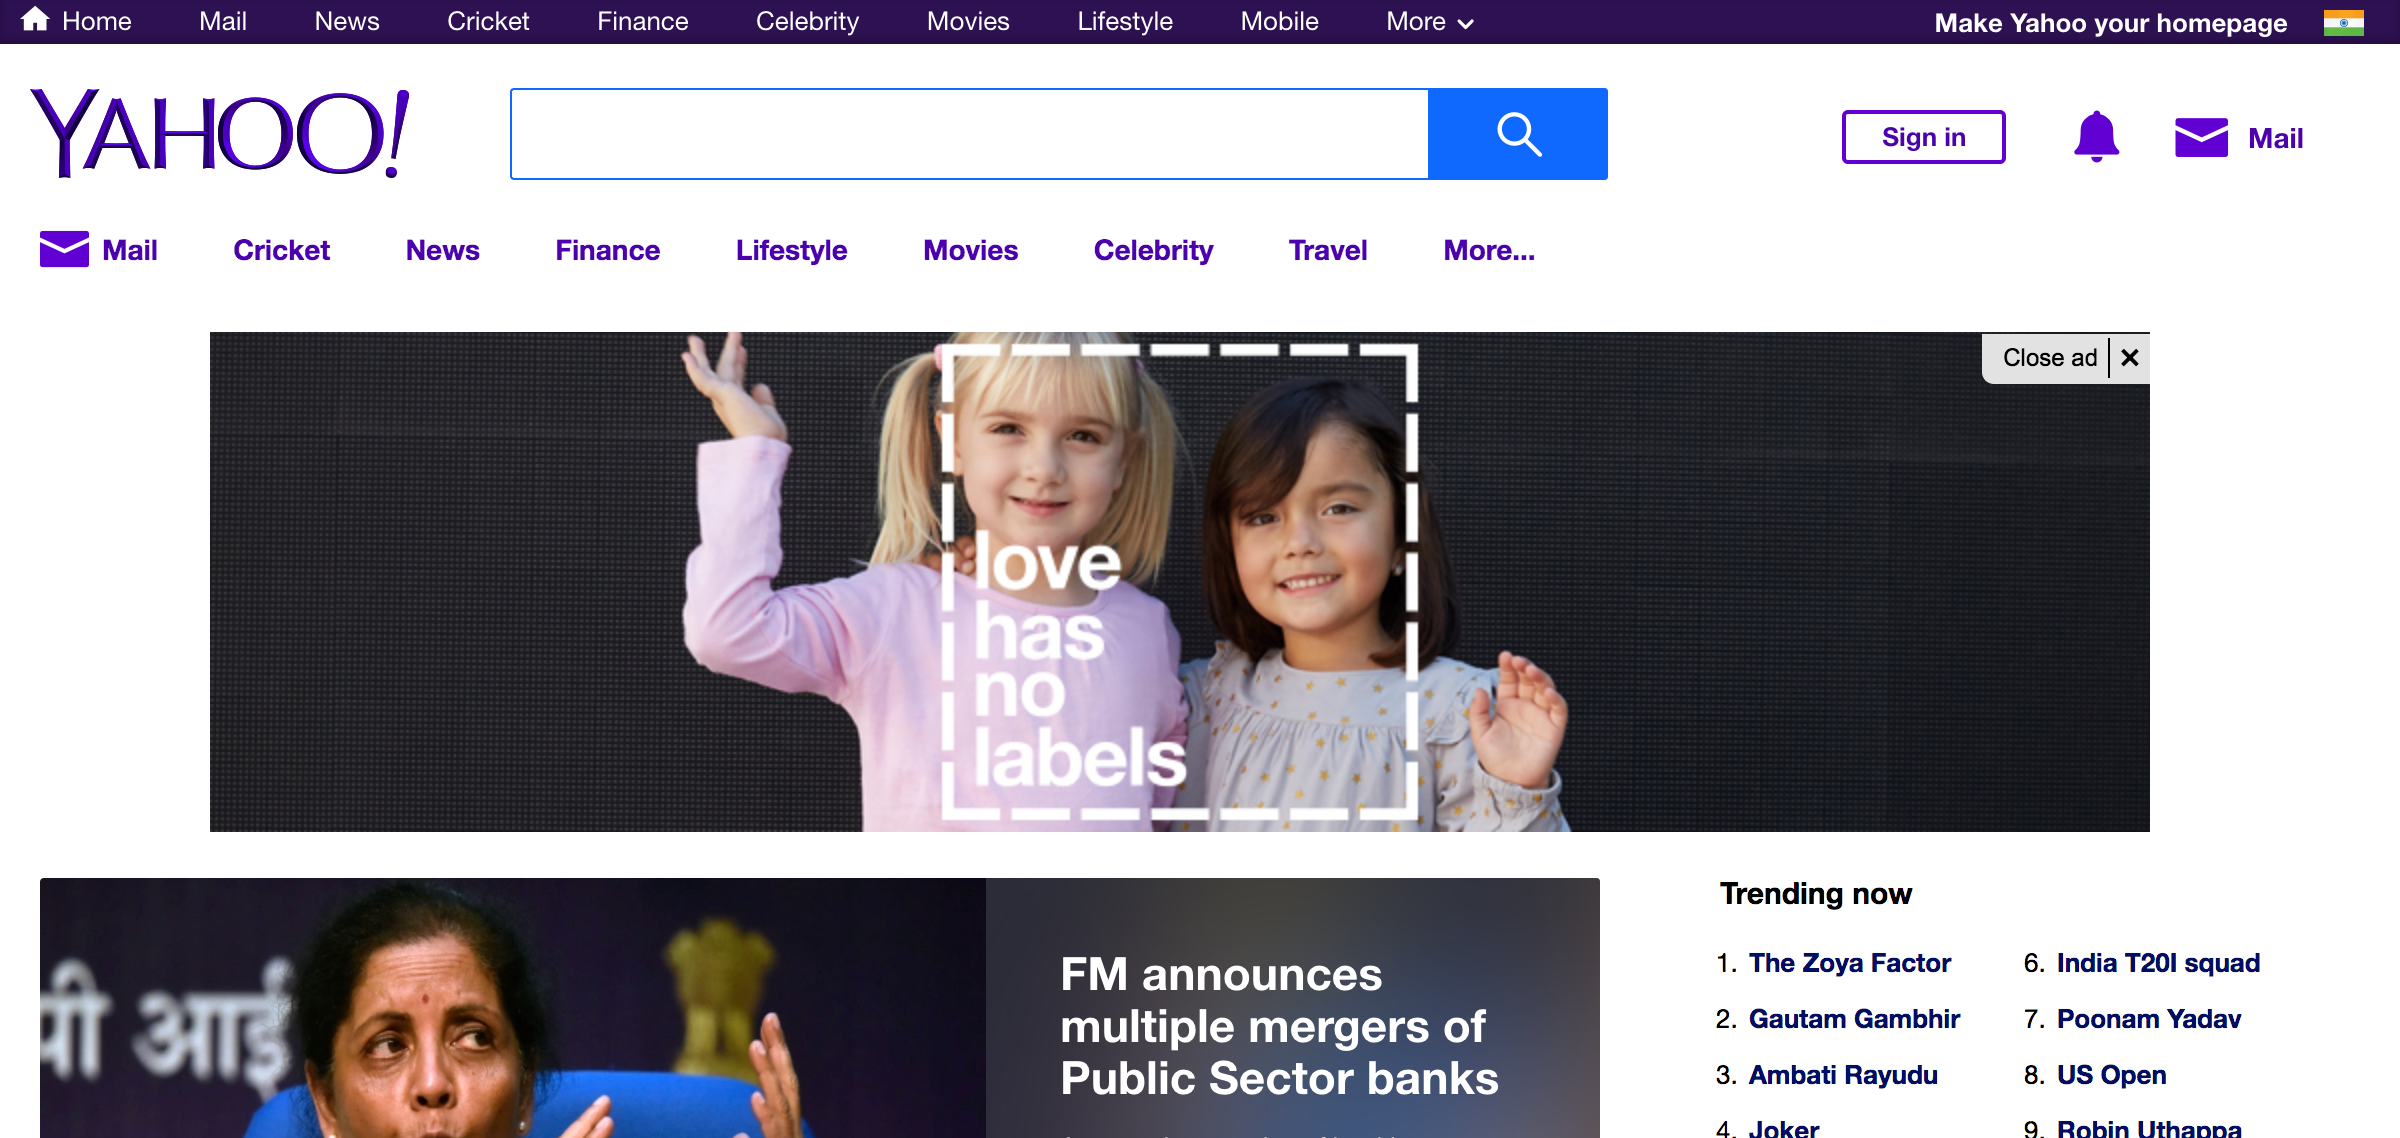 Home Mail News Cricket Finance Celebrity Movies Lifestyle Mobile More Make Yahoo your homepage
YAHOO!
Sign in
Mail
Mail Cricket News Finance Lifestyle Movies Celebrity Travel More...
Close ad
love
has
no
labels
पी आई
FM announces
multiple mergers of
Public Sector banks
Trending now
1. The Zoya Factor
2. Gautam Gambhir
3. Ambati Rayudu
4. Joker
6. India T20I squad
7. Poonam Yadav
8. US Open
9. Robin Uthappa